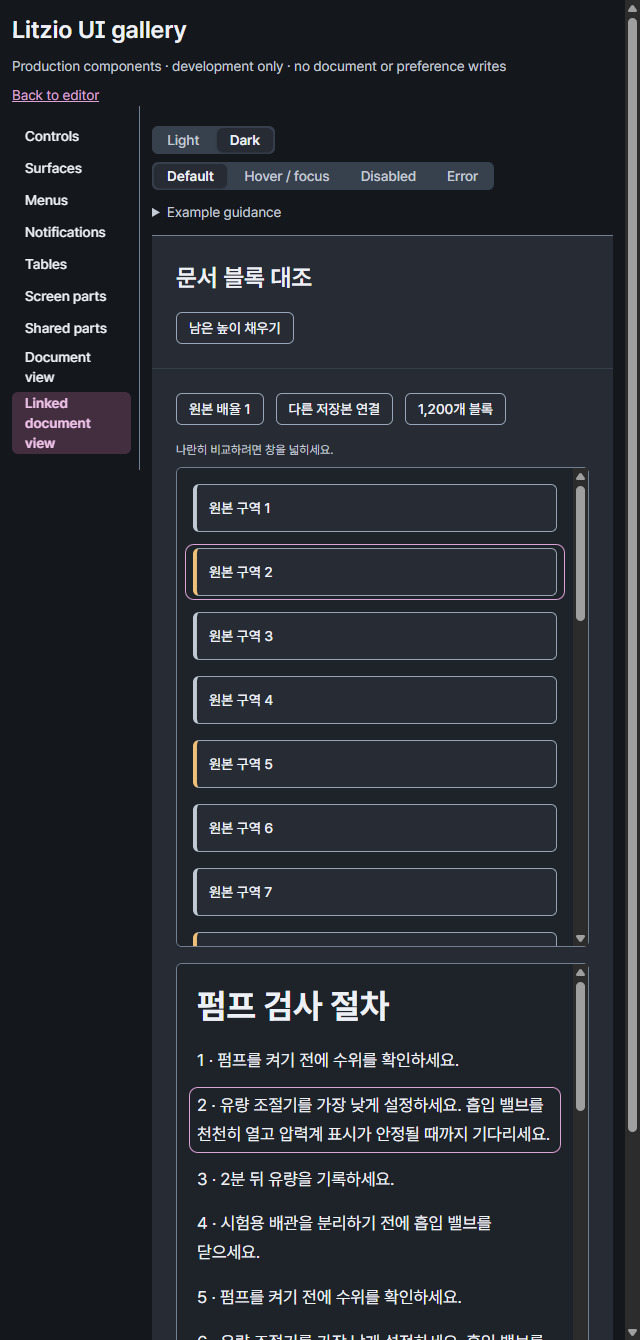 Litzio UI gallery
Production components · development only · no document or preference writes
Back to editor
Controls
Surfaces
Menus
Notifications
Tables
Screen parts
Shared parts
Document
view
Linked
document
view
Light
Dark
Default
Hover / focus
Disabled
Error
Example guidance
문서 블록 대조
남은 높이 채우기
원본 배율 1
다른 저장본 연결
1,200개 블록
나란히 비교하려면 창을 넓히세요.
원본 구역 1
원본 구역 2
원본 구역 3
원본 구역 4
원본 구역 5
원본 구역 6
원본 구역 7
펌프 검사 절차
1 · 펌프를 켜기 전에 수위를 확인하세요.
2 · 유량 조절기를 가장 낮게 설정하세요. 흡입 밸브를
천천히 열고 압력계 표시가 안정될 때까지 기다리세요.
3 · 2분 뒤 유량을 기록하세요.
4 · 시험용 배관을 분리하기 전에 흡입 밸브를
닫으세요.
5 · 펌프를 켜기 전에 수위를 확인하세요.